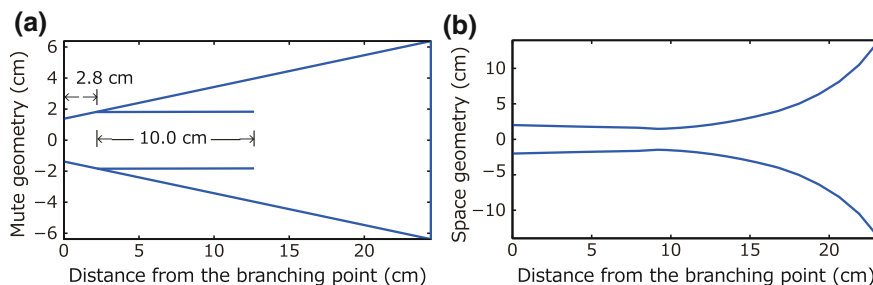 (a)
Mute geometry (cm)
6
4
2
0
−2
−4
−6
2.8 cm
10.0 cm
0 5 10 15 20
Distance from the branching point (cm)
(b)
Space geometry (cm)
10
5
0
−5
−10
0 5 10 15 20
Distance from the branching point (cm)